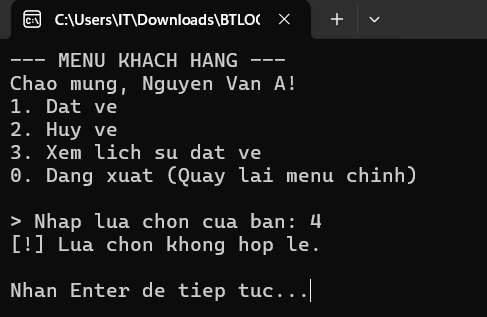 C:\Users\IT\Downloads\BTLOO
--- MENU KHACH HANG ---
Chao mung, Nguyen Van A!
1. Dat ve
2. Huy ve
3. Xem lich su dat ve
0. Dang xuat (Quay lai menu chinh)
> Nhap lua chon cua ban: 4
[!] Lua chon khong hop le.
Nhan Enter de tiep tuc...